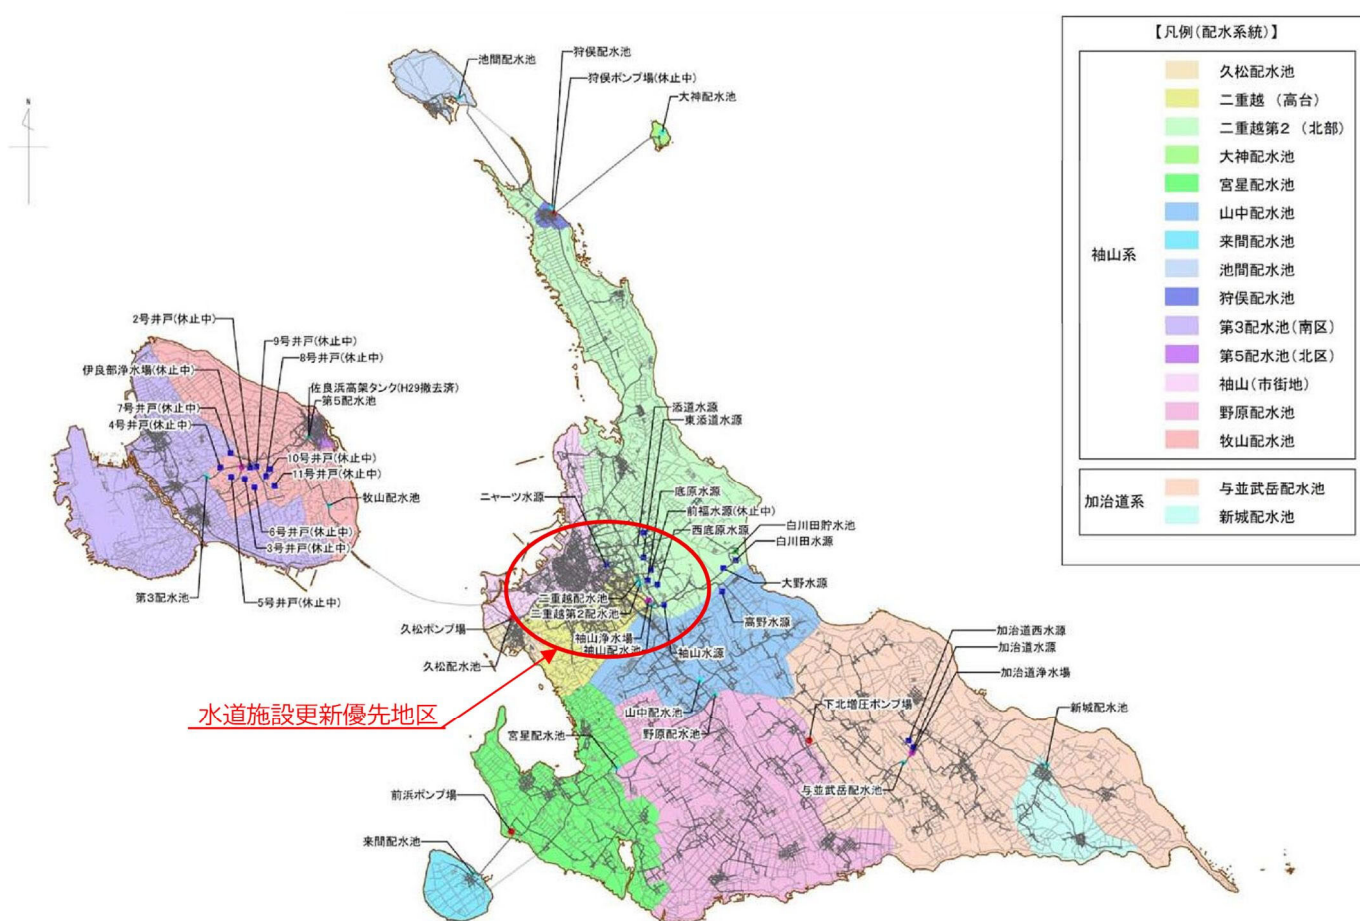 【凡例(配水系統)】
袖山系
久松配水池
二重越 (高台)
二重越第2 (北部)
大神配水池
宮星配水池
山中配水池
来間配水池
池間配水池
狩俣配水池
第3配水池(南区)
第5配水池(北区)
袖山(市街地)
野原配水池
牧山配水池
加治道系
与並武岳配水池
新城配水池
N
狩俣配水池
池間配水池
狩俣ポンプ場(休止中)
大神配水池
2号井戸(休止中)
9号井戸(休止中)
8号井戸(休止中)
伊良部浄水場(休止中)
佐良浜高架タンク(H29撤去済)
第5配水池
7号井戸(休止中)
4号井戸(休止中)
10号井戸(休止中)
11号井戸(休止中)
牧山配水池
6号井戸(休止中)
3号井戸(休止中)
第3配水池
5号井戸(休止中)
添道水源
東添道水源
ニャーツ水源
底原水源
前福水源(休止中)
西底原水源
白川田貯水池
白川田水源
大野水源
高野水源
二重越配水池
二重越第2配水池
袖山浄水場
袖山配水池
袖山水源
久松ポンプ場
久松配水池
加治道西水源
加治道水源
加治道浄水場
水道施設更新優先地区
山中配水池
野原配水池
下北増圧ポンプ場
新城配水池
宮星配水池
与並武岳配水池
前浜ポンプ場
来間配水池